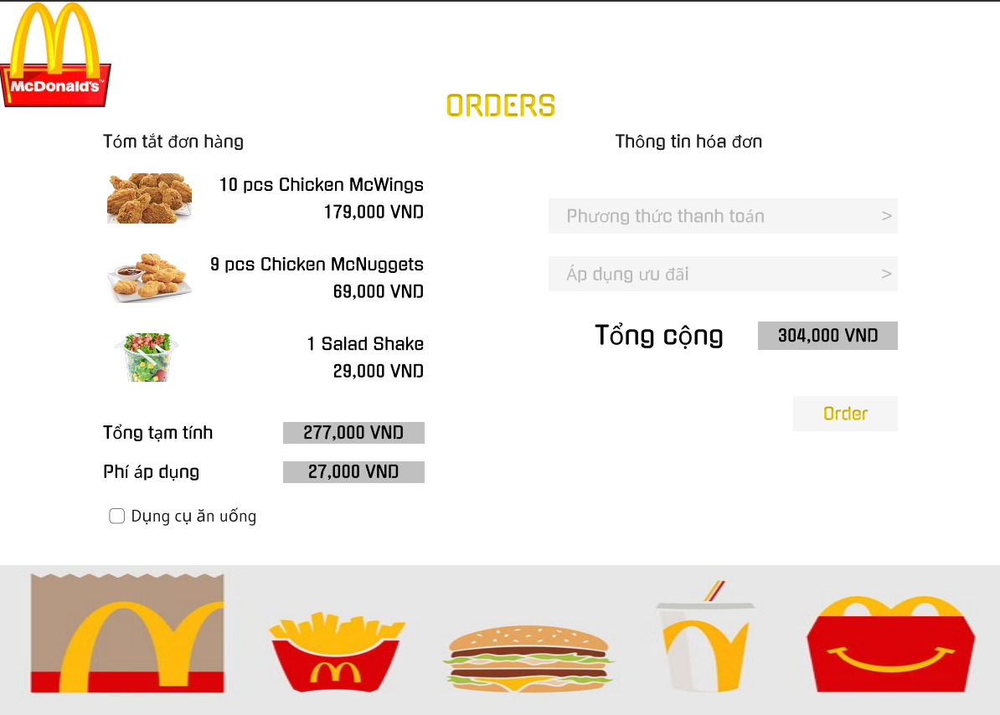 McDonald's™
ORDERS
Tóm tắt đơn hàng
10 pcs Chicken McWings
179,000 VND
9 pcs Chicken McNuggets
69,000 VND
1 Salad Shake
29,000 VND
Tổng tạm tính
277,000 VND
Phí áp dụng
27,000 VND
Dụng cụ ăn uống
Thông tin hóa đơn
Phương thức thanh toán >
Áp dụng ưu đãi >
Tổng cộng
304,000 VND
Order